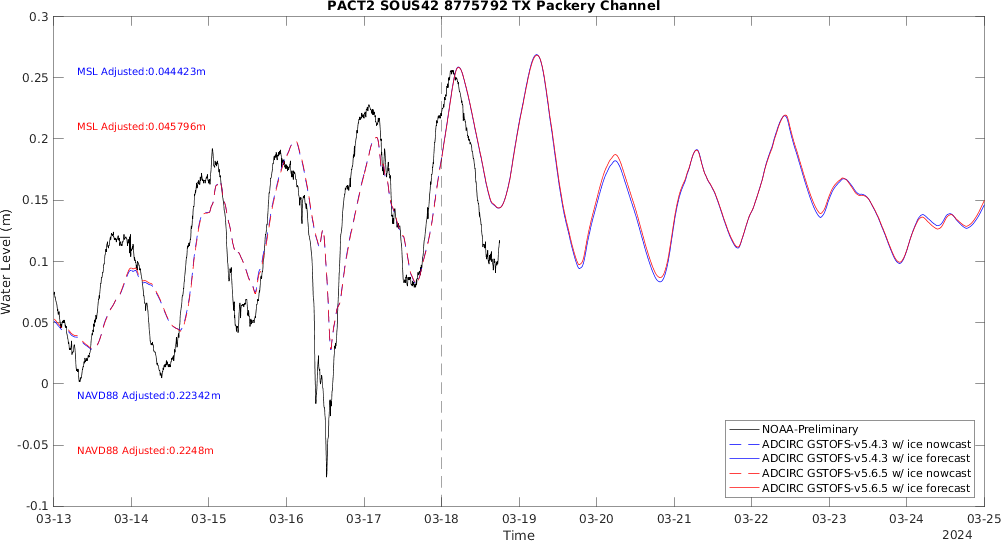 PACT2 SOUS42 8775792 TX Packery Channel
0.3
0.25
0.2
0.15
0.1
0.05
0
-0.05
-0.1
Water Level (m)
MSL Adjusted:0.044423m
MSL Adjusted:0.045796m
NAVD88 Adjusted:0.22342m
NAVD88 Adjusted:0.2248m
NOAA-Preliminary
ADCIRC GSTOFS-v5.4.3 w/ ice nowcast
ADCIRC GSTOFS-v5.4.3 w/ ice forecast
ADCIRC GSTOFS-v5.6.5 w/ ice nowcast
ADCIRC GSTOFS-v5.6.5 w/ ice forecast
03-13 03-14 03-15 03-16 03-17 03-18 03-19 03-20 03-21 03-22 03-23 03-24 03-25
Time
2024